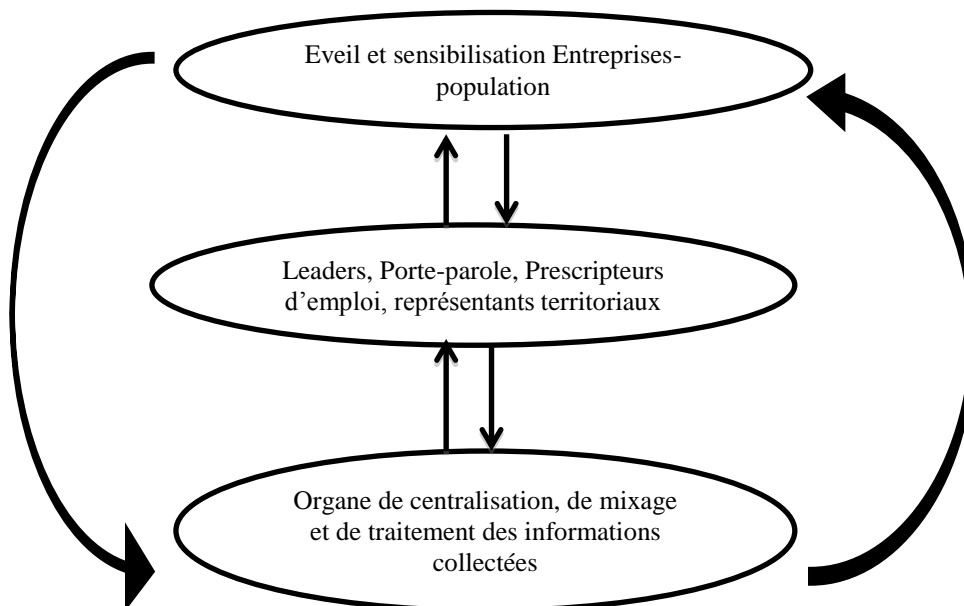 Eveil et sensibilisation Entreprises-
population
Leaders, Porte-parole, Prescripteurs
d’emploi, représentants territoriaux
Organe de centralisation, de mixage
et de traitement des informations
collectées